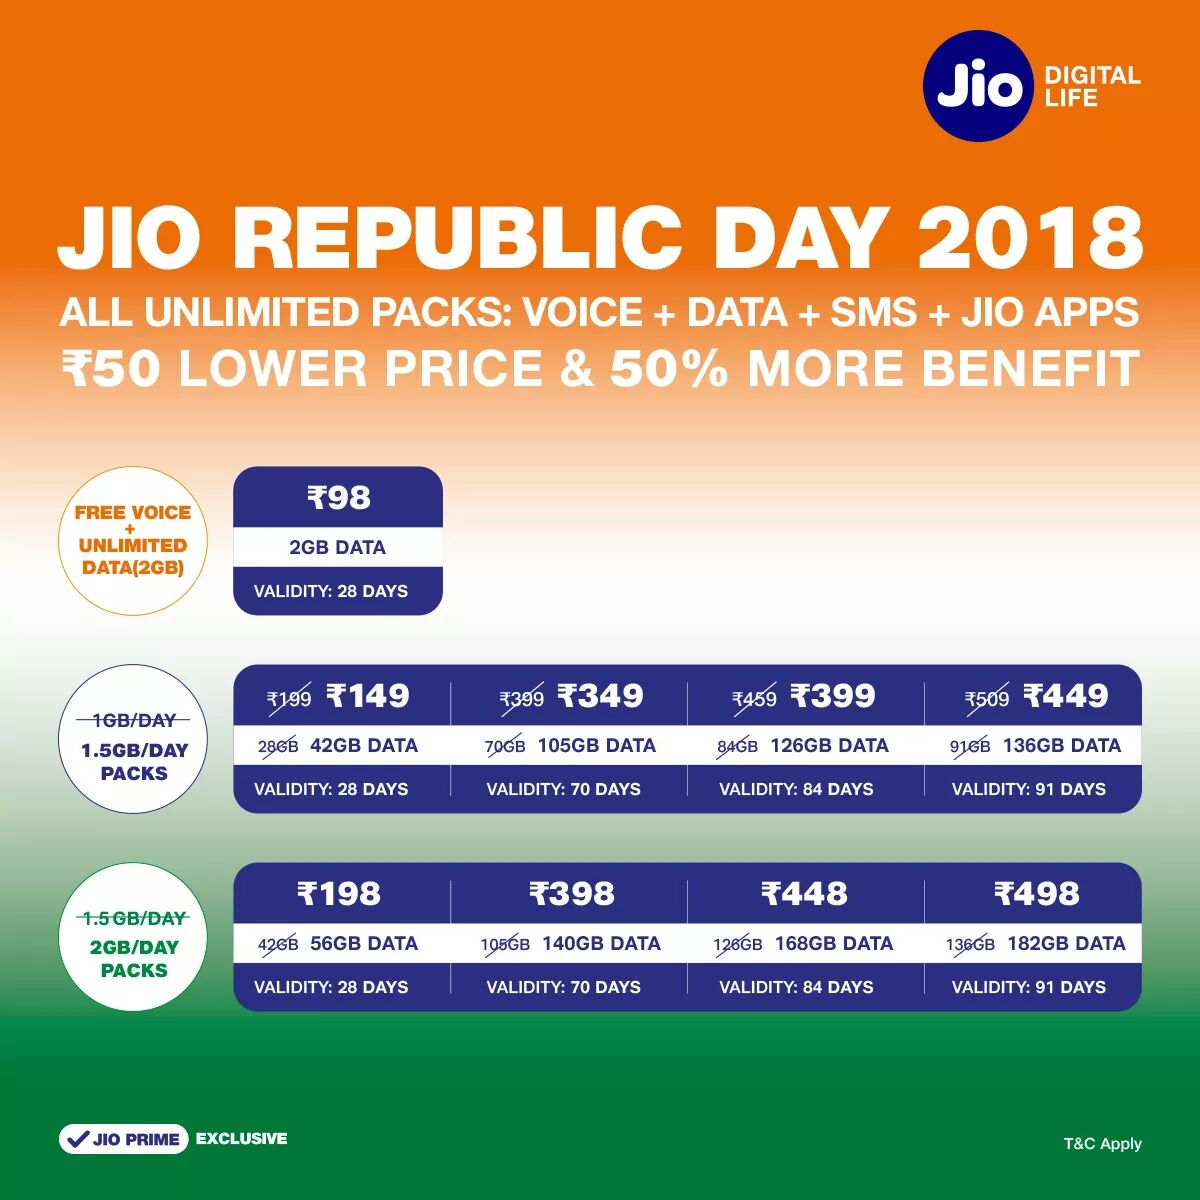 Jio DIGITAL
LIFE
JIO REPUBLIC DAY 2018
ALL UNLIMITED PACKS: VOICE + DATA + SMS + JIO APPS
₹50 LOWER PRICE & 50% MORE BENEFIT
FREE VOICE
+
UNLIMITED
DATA(2GB)
₹98
2GB DATA
VALIDITY: 28 DAYS
1GB/DAY
1.5GB/DAY
PACKS
₹199 ₹149 ₹399 ₹349 ₹459 ₹399 ₹509 ₹449
28GB 42GB DATA 70GB 105GB DATA 84GB 126GB DATA 91GB 136GB DATA
VALIDITY: 28 DAYS VALIDITY: 70 DAYS VALIDITY: 84 DAYS VALIDITY: 91 DAYS
1.5GB/DAY
2GB/DAY
PACKS
₹198 ₹398 ₹448 ₹498
42GB 56GB DATA 105GB 140GB DATA 126GB 168GB DATA 136GB 182GB DATA
VALIDITY: 28 DAYS VALIDITY: 70 DAYS VALIDITY: 84 DAYS VALIDITY: 91 DAYS
JIO PRIME EXCLUSIVE
T&C Apply